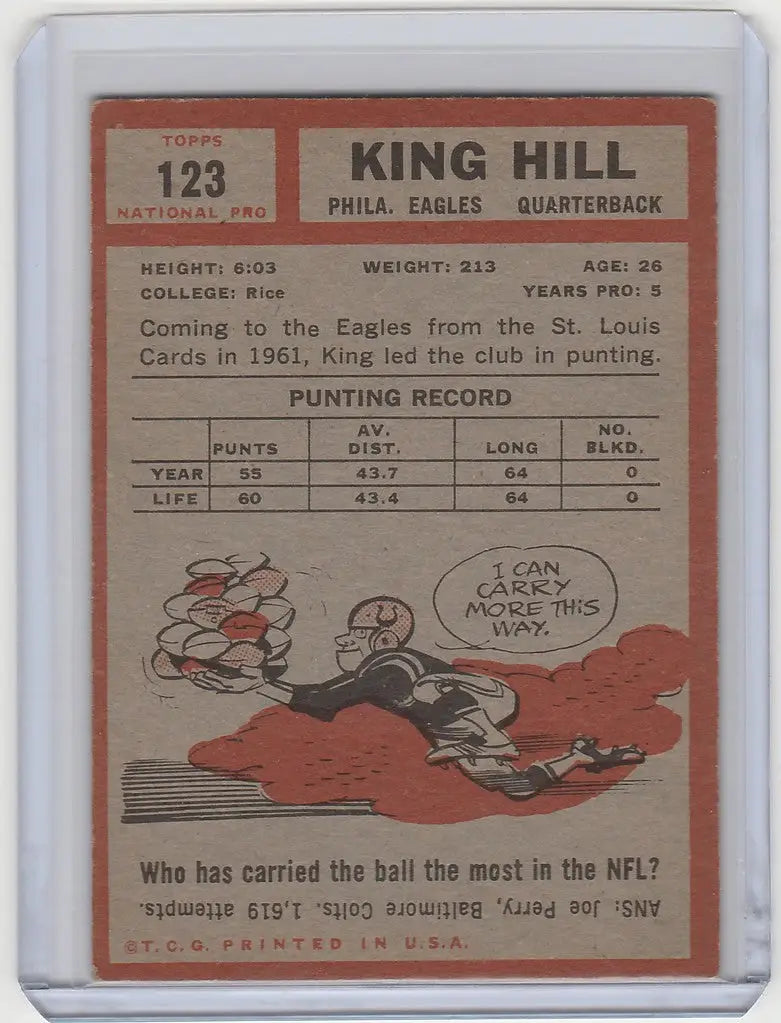 TOPPS
123
NATIONAL PRO
KING HILL
PHILA. EAGLES QUARTERBACK
HEIGHT: 6:03 WEIGHT: 213 AGE: 26
COLLEGE: Rice YEARS PRO: 5
Coming to the Eagles from the St. Louis
Cards in 1961, King led the club in punting.
PUNTING RECORD
PUNTS AV. DIST. LONG NO. BLKD.
YEAR 55 43.7 64 0
LIFE 60 43.4 64 0
I CAN
CARRY
MORE THIS
WAY.
Who has carried the ball the most in the NFL?
ANS: Joe Perry, Baltimore Colts. 1,619 attempts.
©T.C.G. PRINTED IN U.S.A.